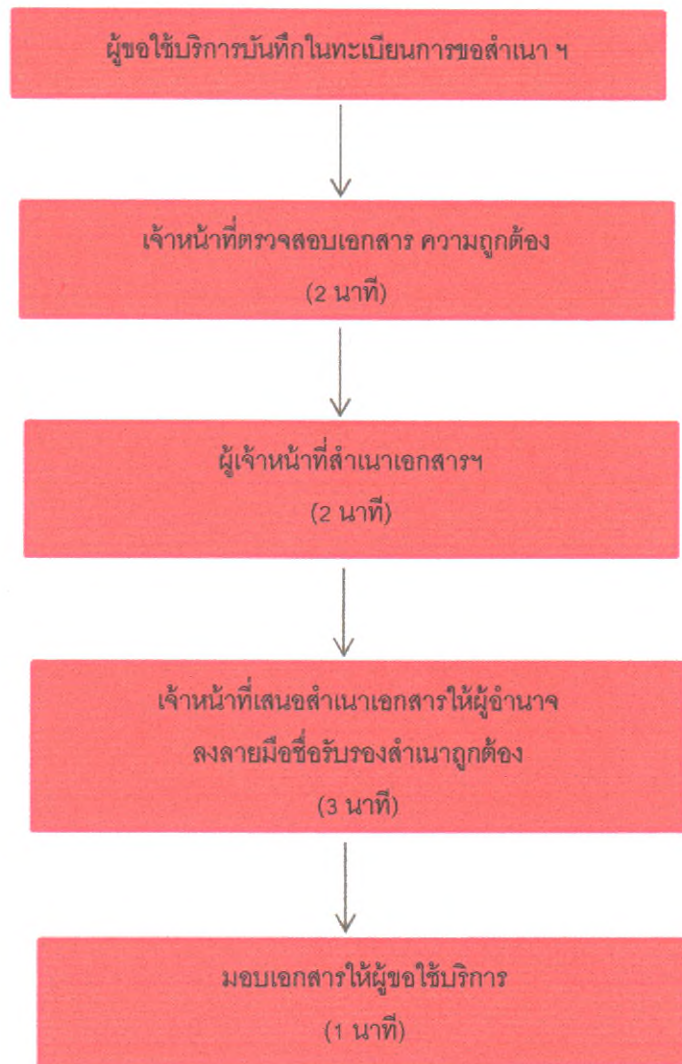 ผู้ขอใช้บริการบันทึกในทะเบียนการขอสำเนา ฯ
เจ้าหน้าที่ตรวจสอบเอกสาร ความถูกต้อง
(2 นาที)
ผู้เจ้าหน้าที่สำเนาเอกสารฯ
(2 นาที)
เจ้าหน้าที่เสนอสำเนาเอกสารให้ผู้อำนาจ
ลงลายมือชื่อรับรองสำเนาถูกต้อง
(3 นาที)
มอบเอกสารให้ผู้ขอใช้บริการ
(1 นาที)